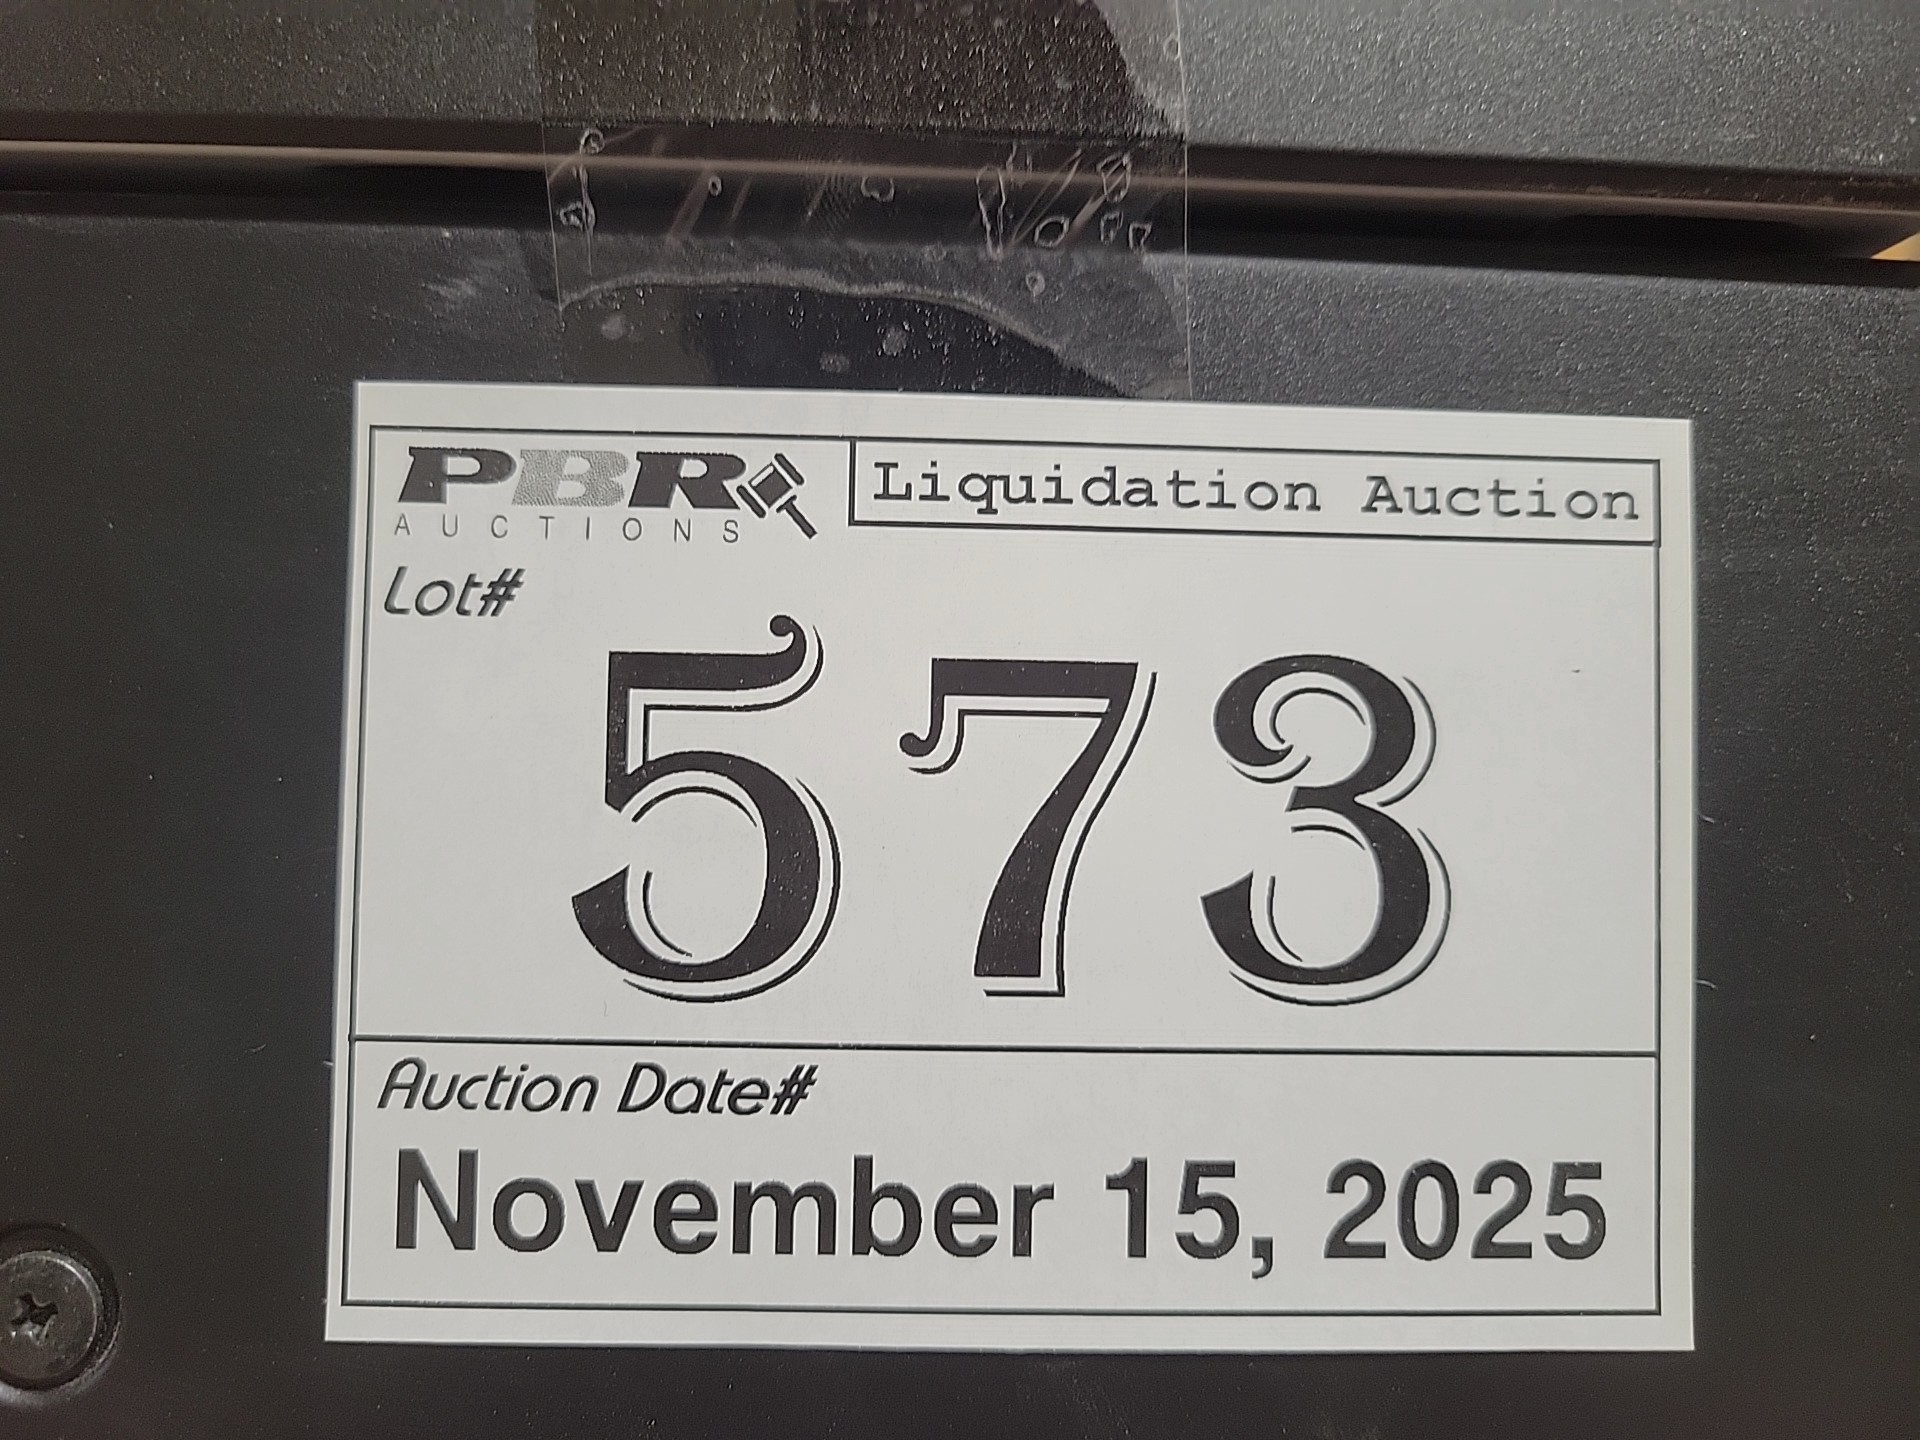 PBR
AUCTIONS
Liquidation Auction
Lot#
573
Auction Date#
November 15, 2025